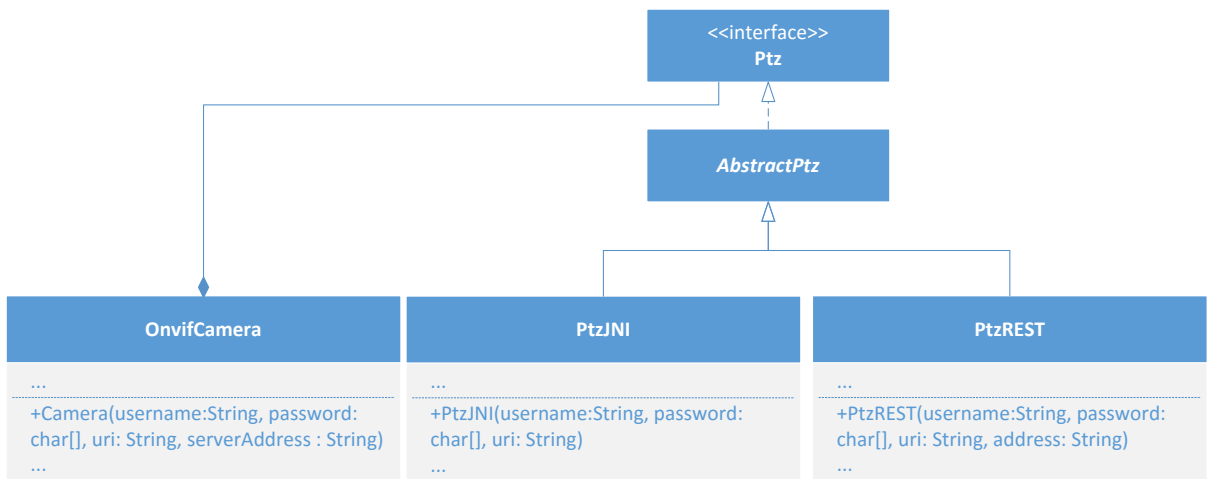 <<interface>>
Ptz
AbstractPtz
OnvifCamera
...
+Camera(username:String, password:
char[], uri: String, serverAddress : String)
...
PtzJNI
...
+PtzJNI(username:String, password:
char[], uri: String)
...
PtzREST
...
+PtzREST(username:String, password:
char[], uri: String, address: String)
...